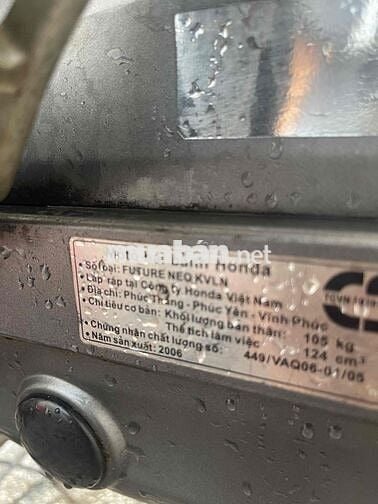 Honda
• Số loại: FUTURE NEO.KVLN
• Lắp ráp tại Công ty Honda Việt Nam
• Địa chỉ: Phúc Thắng - Phúc Yên - Vĩnh Phúc
• Chỉ tiêu cơ bản: Khối lượng bản thân: 105 kg
Thể tích làm việc 124 cm³
• Chứng nhận chất lượng số: 449/VAQ06-01/05
• Năm sản xuất: 2006